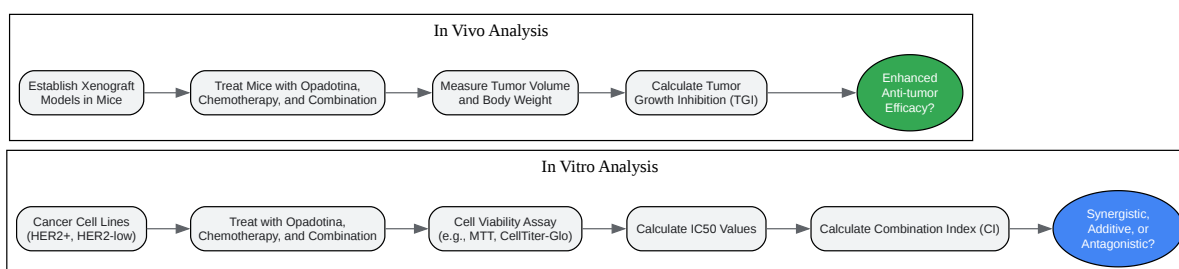 In Vivo Analysis
Establish Xenograft
Models in Mice
Treat Mice with Opadotina,
Chemotherapy, and Combination
Measure Tumor Volume
and Body Weight
Calculate Tumor
Growth Inhibition (TGI)
Enhanced
Anti-tumor
Efficacy?
In Vitro Analysis
Cancer Cell Lines
(HER2+, HER2-low)
Treat with Opadotina,
Chemotherapy, and Combination
Cell Viability Assay
(e.g., MTT, CellTiter-Glo)
Calculate IC50 Values
Calculate Combination Index (CI)
Synergistic,
Additive, or
Antagonistic?